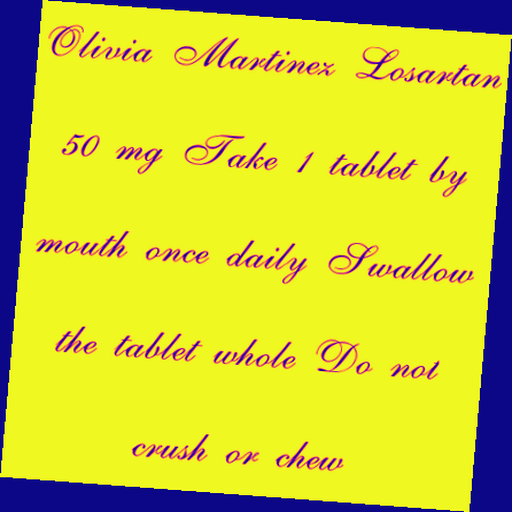 Olivia Martinez Losartan
50 mg Take 1 tablet by
mouth once daily Swallow
the tablet whole Do not
crush or chew